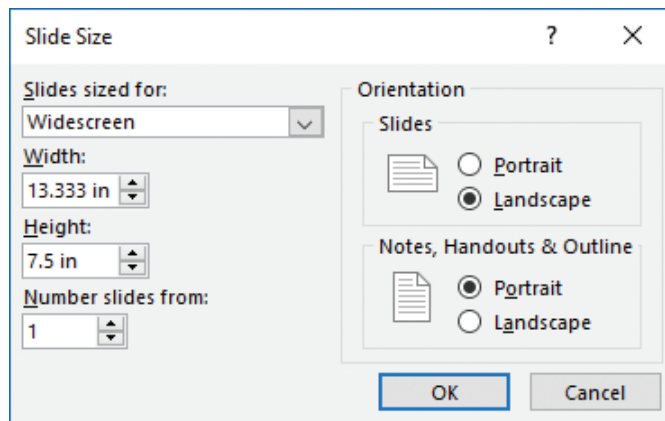 Slide Size
Slides sized for:
Widescreen
Width:
13.333 in
Height:
7.5 in
Number slides from:
1
Orientation
Slides
Portrait
Landscape
Notes, Handouts & Outline
Portrait
Landscape
OK
Cancel